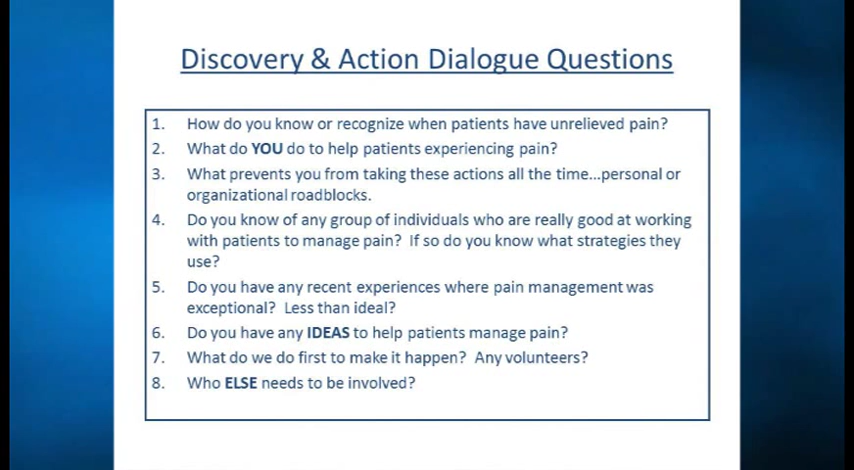 Discovery & Action Dialogue Questions
1. How do you know or recognize when patients have unrelieved pain?
2. What do YOU do to help patients experiencing pain?
3. What prevents you from taking these actions all the time...personal or
organizational roadblocks.
4. Do you know of any group of individuals who are really good at working
with patients to manage pain? If so do you know what strategies they
use?
5. Do you have any recent experiences where pain management was
exceptional? Less than ideal?
6. Do you have any IDEAS to help patients manage pain?
7. What do we do first to make it happen? Any volunteers?
8. Who ELSE needs to be involved?